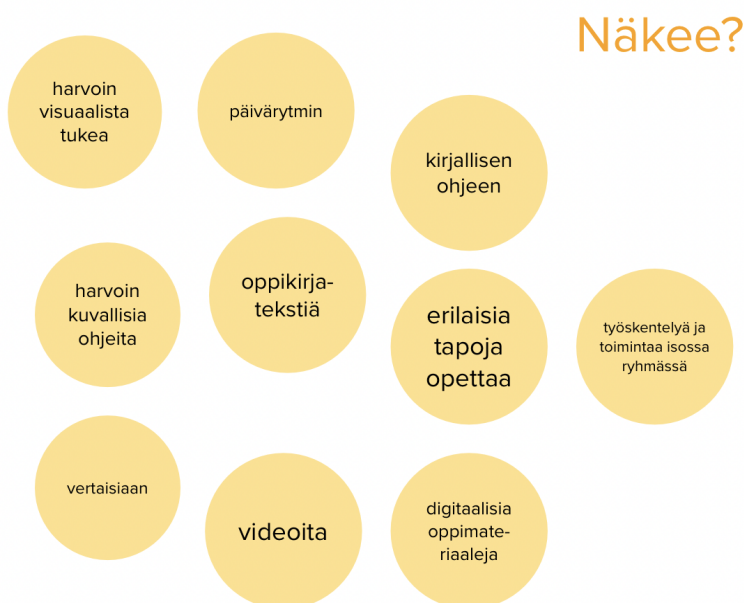 Näkee?
harvoin
visuaalista
tukea
päivärytmin
kirjallisen
ohjeen
harvoin
kuvallisia
ohjeita
oppikirja-
tekstiä
erilaisia
tapoja
opettaa
työskentelyä ja
toimintaa isossa
ryhmässä
vertaisiaan
videoita
digitaalisia
oppimate-
riaaleja